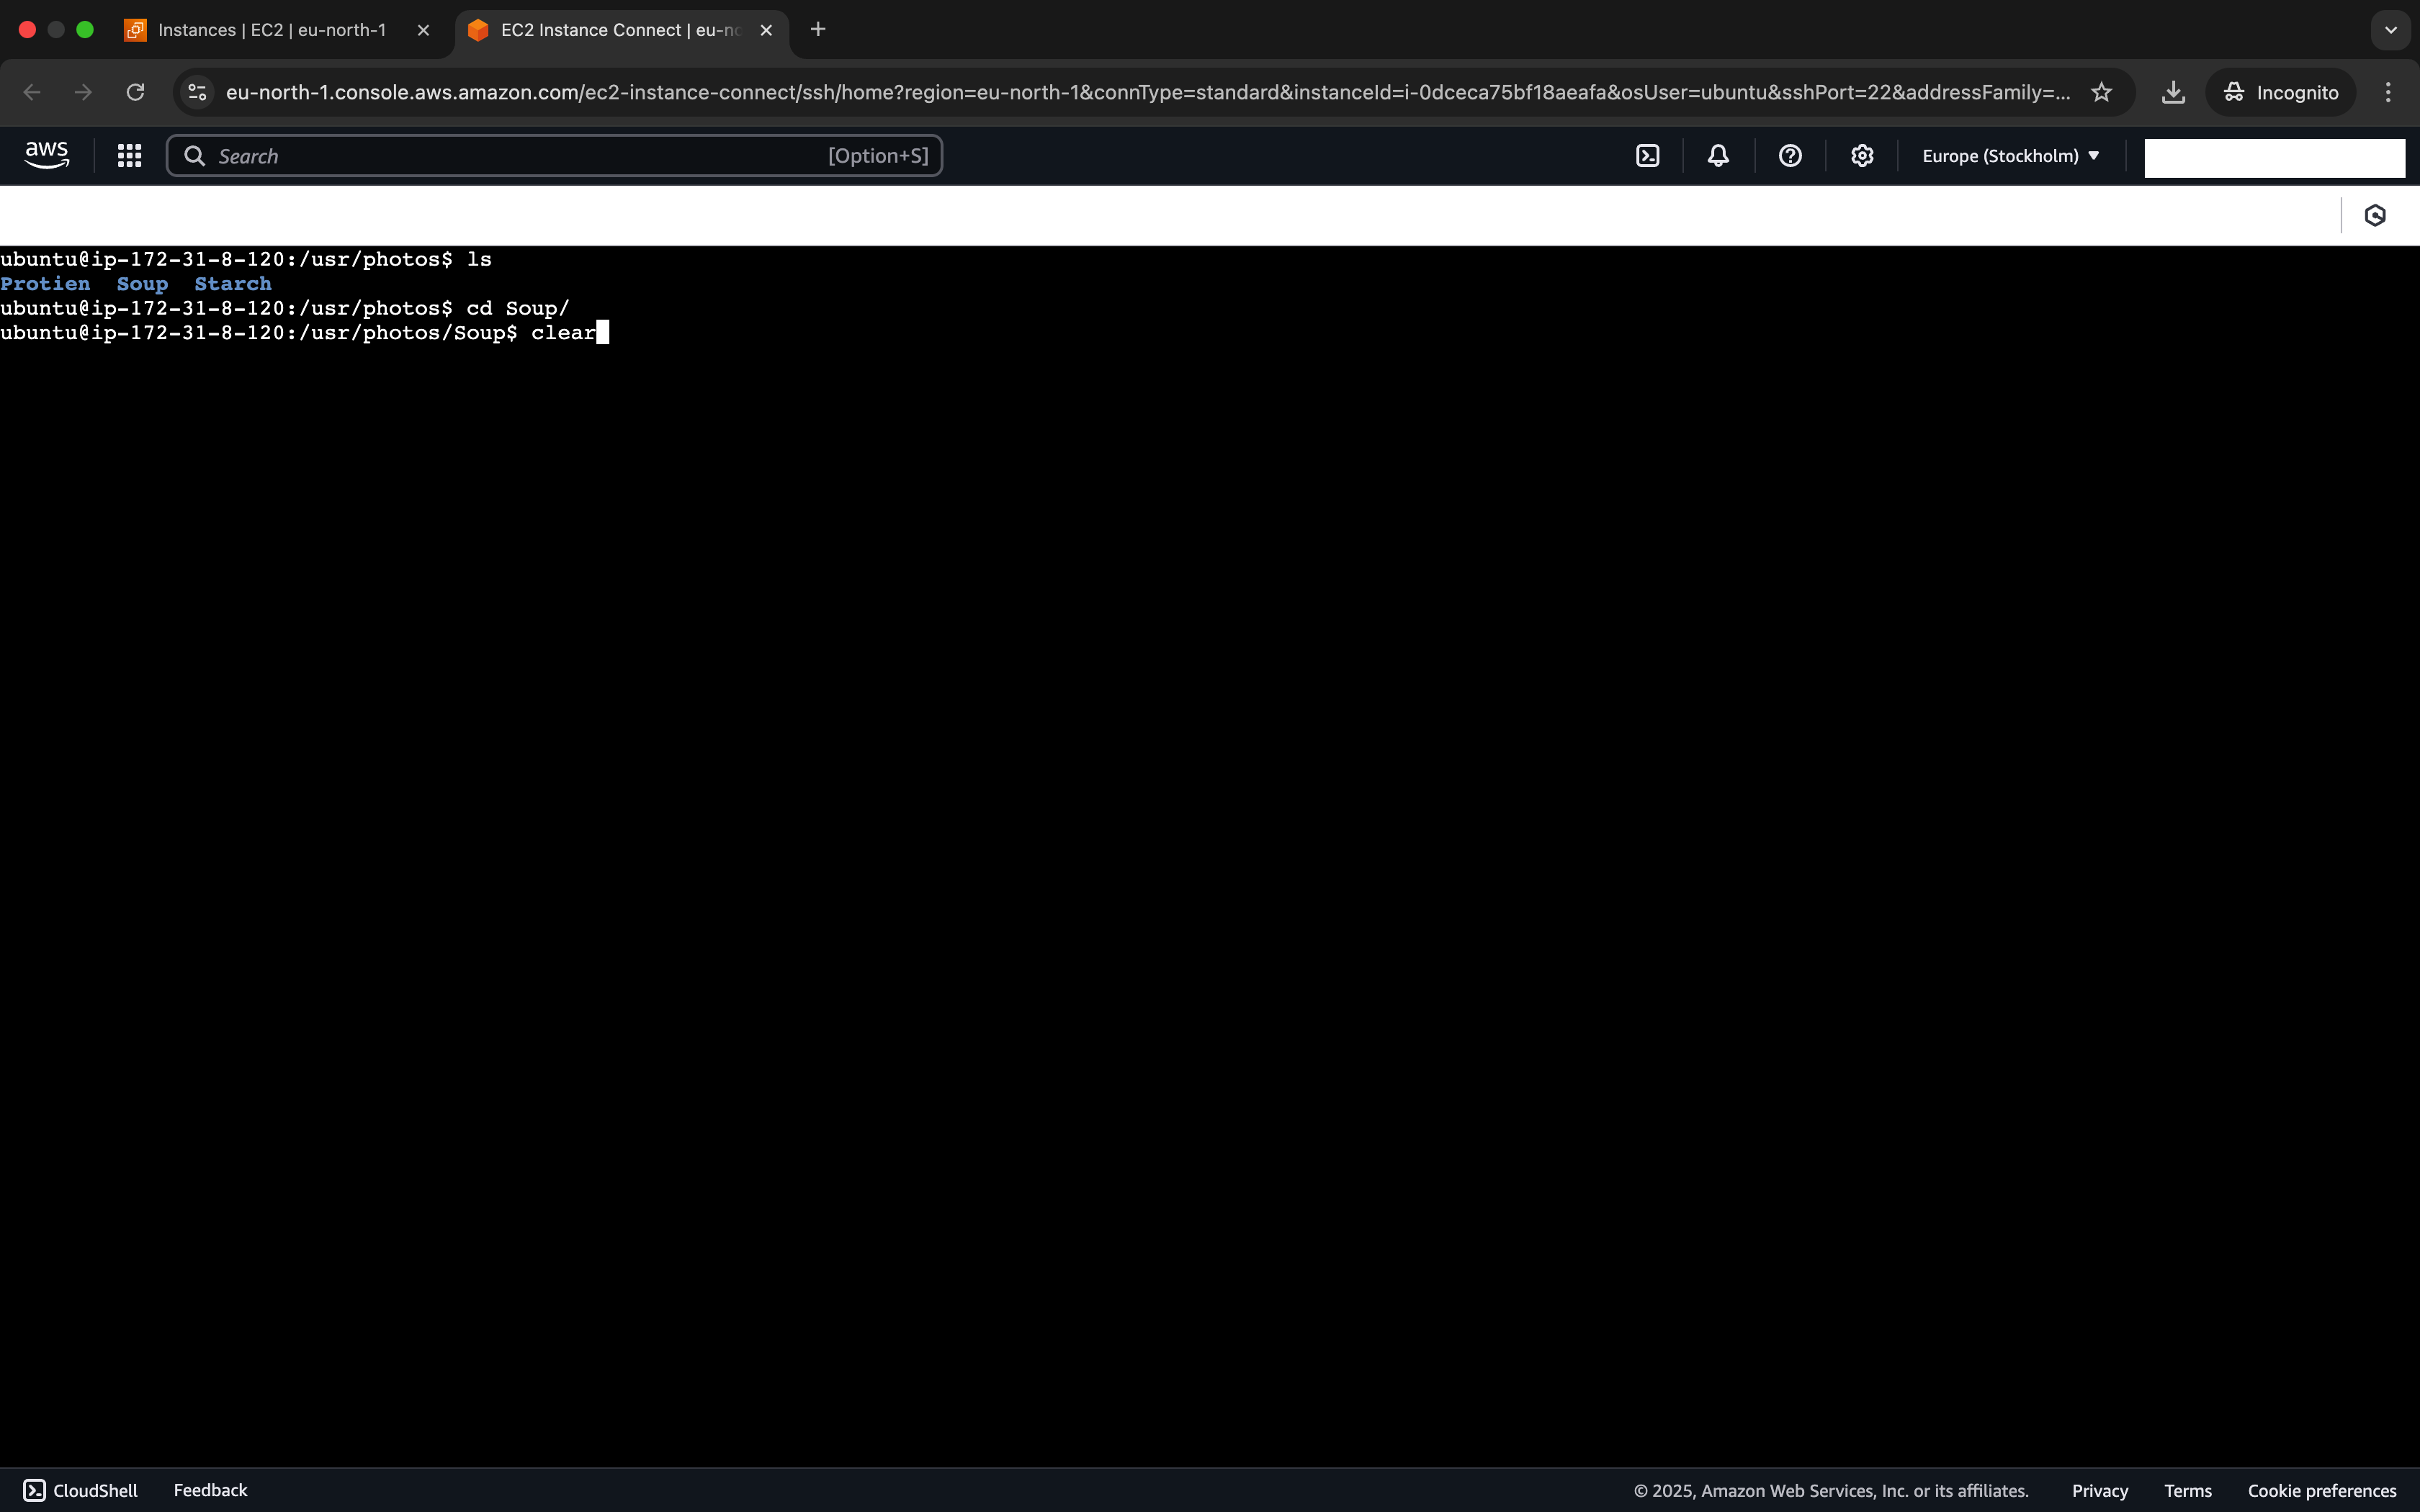 Instances | EC2 | eu-north-1
EC2 Instance Connect | eu-no
eu-north-1.console.aws.amazon.com/ec2-instance-connect/ssh/home?region=eu-north-1&connType=standard&instanceId=i-0dceca75bf18aeafa&osUser=ubuntu&sshPort=22&addressFamily=...
Incognito
aws
Search
[Option+S]
Europe (Stockholm)
ubuntu@ip-172-31-8-120:/usr/photos$ ls
Protien  Soup  Starch
ubuntu@ip-172-31-8-120:/usr/photos$ cd Soup/
ubuntu@ip-172-31-8-120:/usr/photos/Soup$ clear
CloudShell
Feedback
© 2025, Amazon Web Services, Inc. or its affiliates.
Privacy
Terms
Cookie preferences